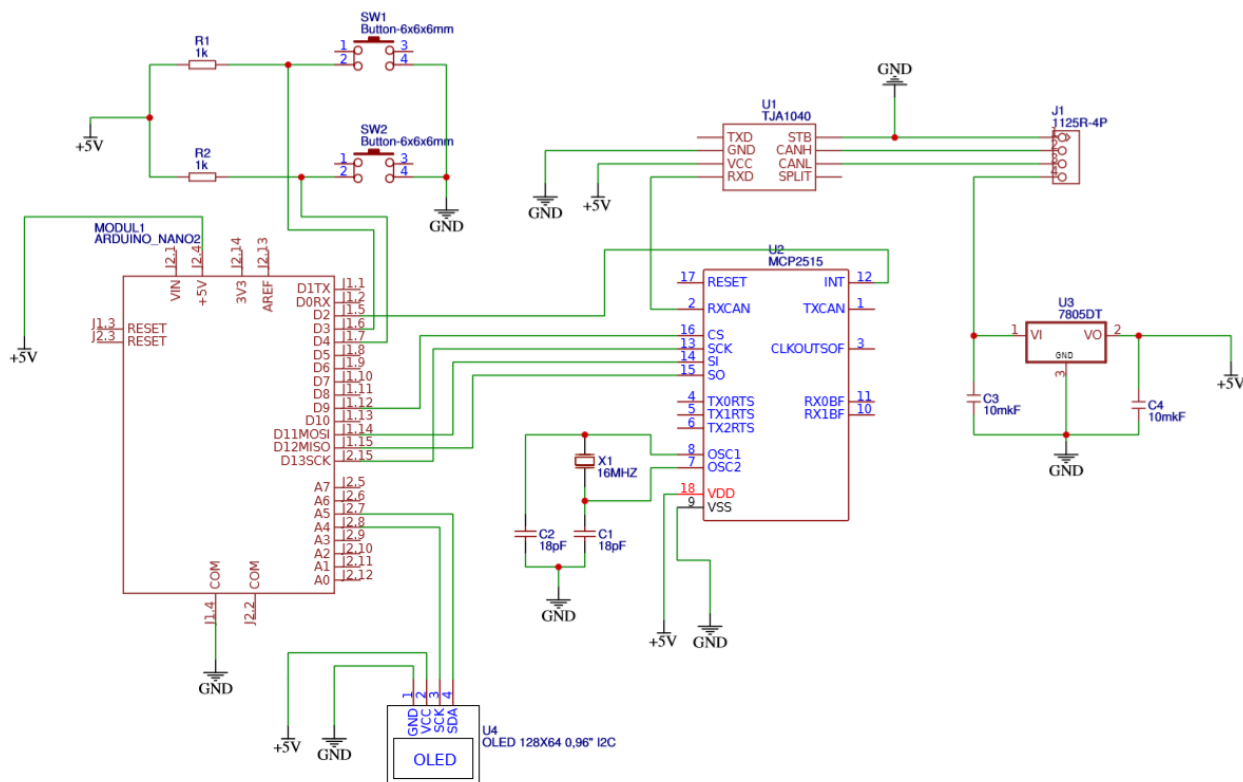 SW1
Button-6x6x6mm
R1
1k
1
2
3
4
SW2
Button-6x6x6mm
R2
1k
1
2
3
4
+5V
GND
MODUL1
ARDUINO_NANO2
J2.1
J2.4
J2.14
J2.13
VIN
+5V
3V3
AREF
+5V
J1.3
J2.3
RESET
RESET
D1TX
D0RX
D2
D3
D4
D5
D6
D7
D8
D9
D10
D11MOSI
D12MISO
D13SCK
A7
A6
A5
A4
A3
A2
A1
A0
J1.1
J1.2
J1.5
J1.6
J1.7
J1.8
J1.9
J1.10
J1.11
J1.12
J1.13
J1.14
J1.15
J2.15
J2.5
J2.6
J2.7
J2.8
J2.9
J2.10
J2.11
J2.12
COM
COM
J1.4
J2.2
GND
GND
U1
TJA1040
TXD
GND
VCC
RXD
STB
CANH
CANL
SPLIT
GND
+5V
J1
1125R-4P
1
2
3
4
U2
MCP2515
17
2
16
13
14
15
4
5
6
8
7
18
9
RESET
RXCAN
CS
SCK
SI
SO
TX0RTS
TX1RTS
TX2RTS
OSC1
OSC2
VDD
VSS
INT
TXCAN
CLKOUTSOF
RX0BF
RX1BF
12
1
3
11
10
X1
16MHZ
C2
18pF
C1
18pF
GND
+5V
GND
U3
7805DT
1
VI
VO
2
GND
3
C3
10mkF
C4
10mkF
+5V
GND
+5V
GND
1
2
3
4
GND
VCC
SCK
SDA
OLED
U4
OLED 128X64 0,96" I2C